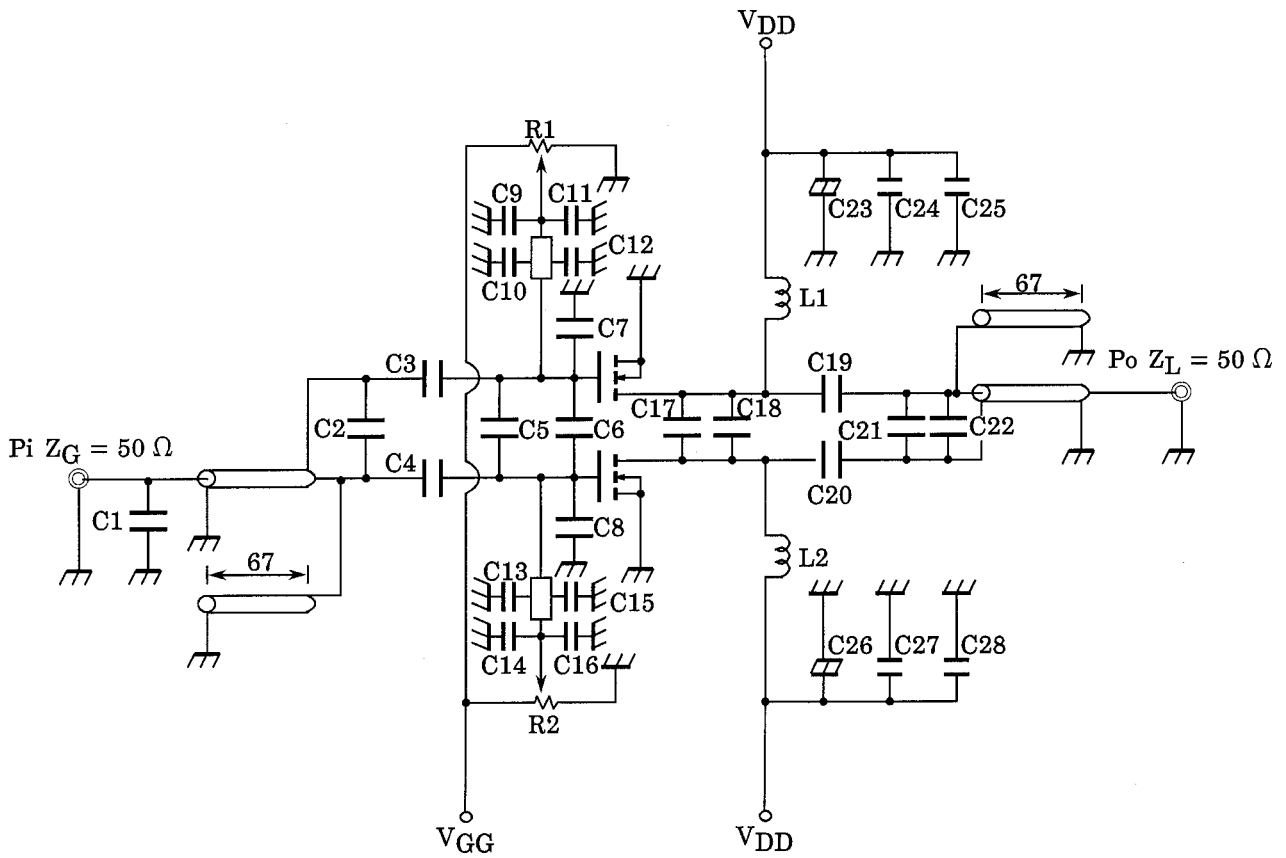 VDD
R1
C9
C11
C12
C10
C23
C24
C25
67
L1
C7
C3
C19
Po ZL = 50 Ω
C17
C18
C2
C5
C6
C21
C22
Pi ZG = 50 Ω
C4
C20
C1
C8
67
C13
C15
L2
C14
C16
C26
C27
C28
R2
VGG
VDD